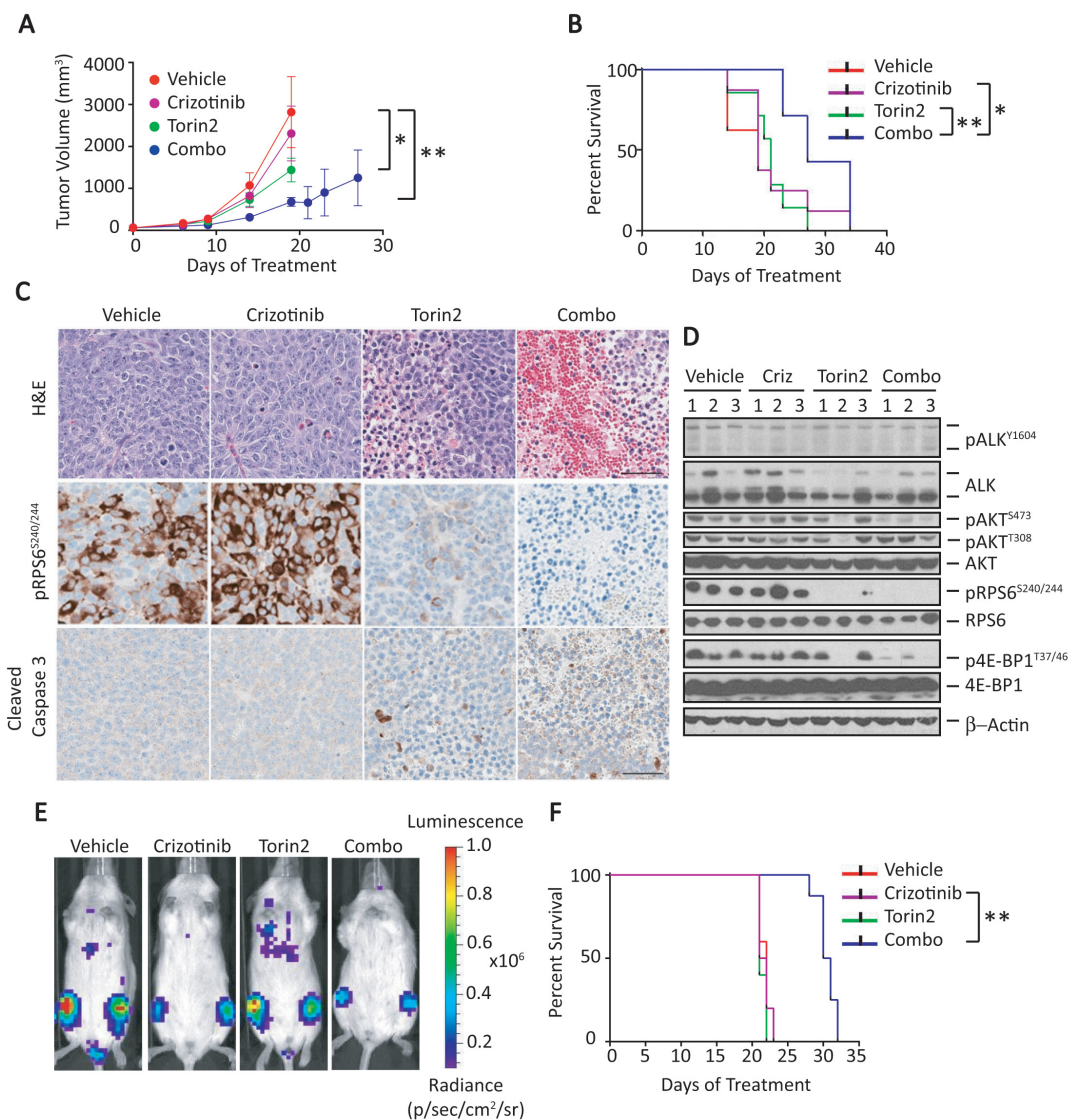 A
Tumor Volume (mm³)
4000
3000
2000
1000
0
Vehicle
Crizotinib
Torin2
Combo
*
**
0 10 20 30
Days of Treatment
B
Percent Survival
100
50
0
Vehicle
Crizotinib
Torin2
Combo
**
*
0 10 20 30 40
Days of Treatment
C
Vehicle Crizotinib Torin2 Combo
H&E
pRPS6S240/244
Cleaved
Caspase 3
D
Vehicle Criz Torin2 Combo
1 2 3 1 2 3 1 2 3 1 2 3
pALKY1604
ALK
pAKTS473
pAKTT308
AKT
pRPS6S240/244
RPS6
p4E-BP1T37/46
4E-BP1
β–Actin
E
Vehicle Crizotinib Torin2 Combo
Luminescence
1.0
0.8
0.6
x10⁶
0.4
0.2
Radiance
(p/sec/cm²/sr)
F
Percent Survival
100
50
0
Vehicle
Crizotinib
Torin2
Combo
**
0 5 10 15 20 25 30 35
Days of Treatment